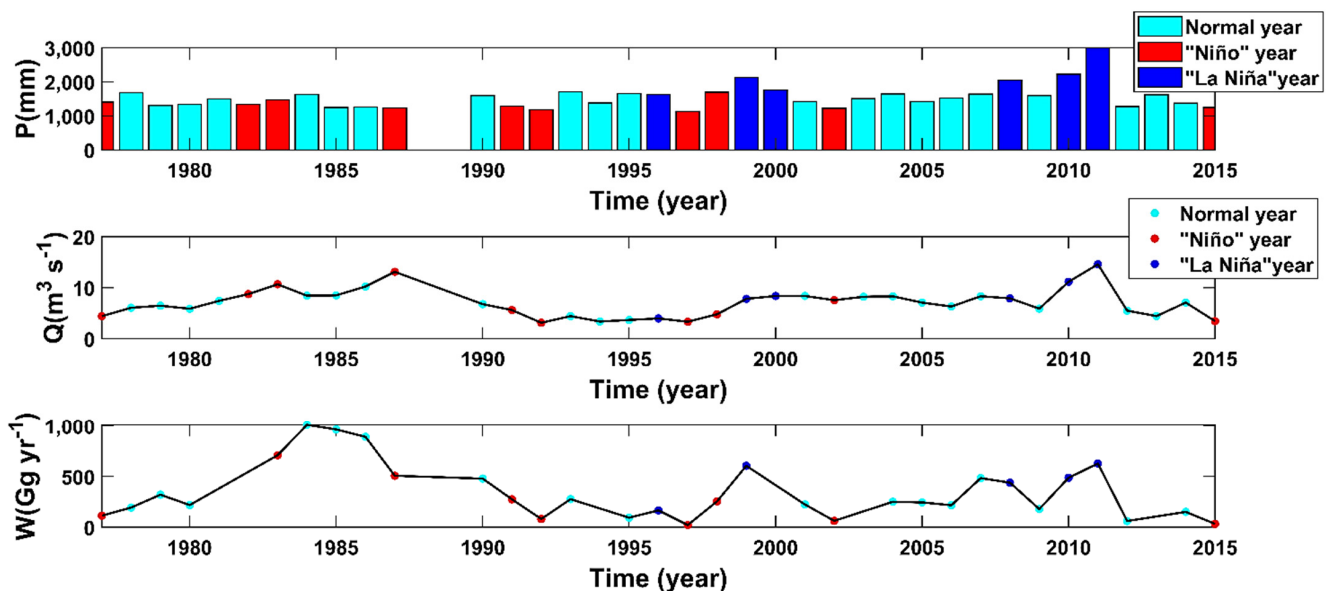 Normal year
"Niño" year
"La Niña"year
P(mm)
3,000
2,000
1,000
0
1980 1985 1990 1995 2000 2005 2010 2015
Time (year)
Normal year
"Niño" year
"La Niña"year
Q(m³ s⁻¹)
20
10
0
1980 1985 1990 1995 2000 2005 2010 2015
Time (year)
W(Gg yr⁻¹)
1,000
500
0
1980 1985 1990 1995 2000 2005 2010 2015
Time (year)